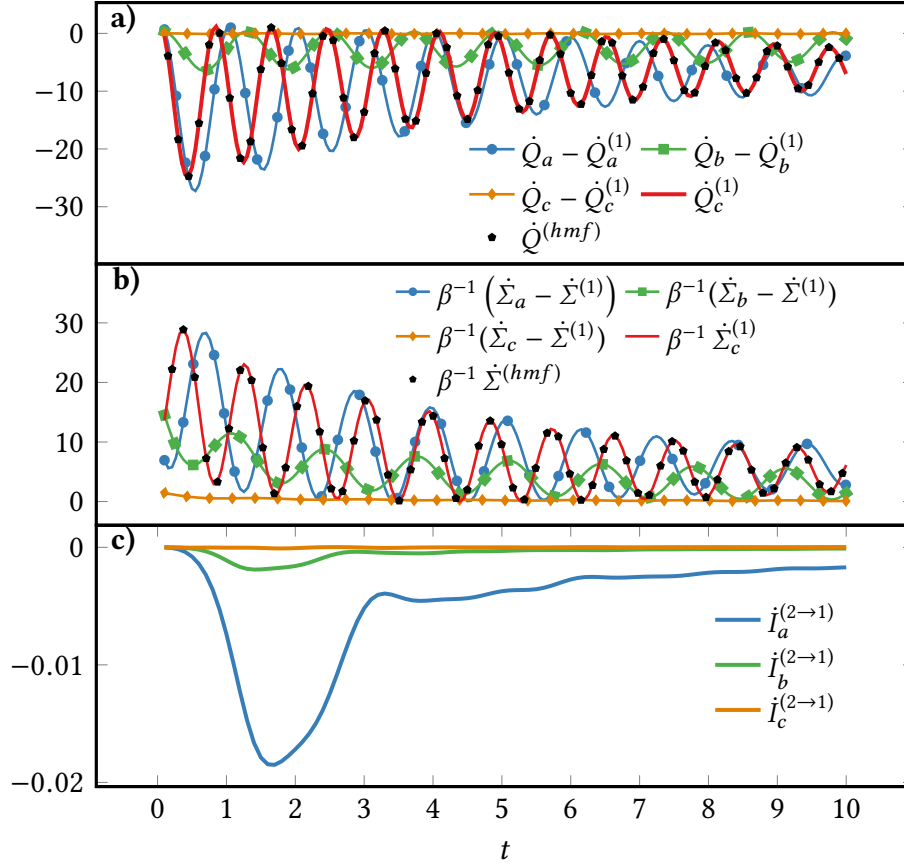 a)
0
−10
−20
−30
Q̇_a − Q̇_a^(1)
Q̇_b − Q̇_b^(1)
Q̇_c − Q̇_c^(1)
Q̇_c^(1)
Q̇^(hmf)
b)
30
20
10
0
β^−1 (Σ̇_a − Σ̇^(1))
β^−1(Σ̇_b − Σ̇^(1))
β^−1(Σ̇_c − Σ̇^(1))
β^−1 Σ̇_c^(1)
β^−1 Σ̇^(hmf)
c)
0
−0.01
−0.02
İ_a^(2→1)
İ_b^(2→1)
İ_c^(2→1)
0 1 2 3 4 5 6 7 8 9 10
t